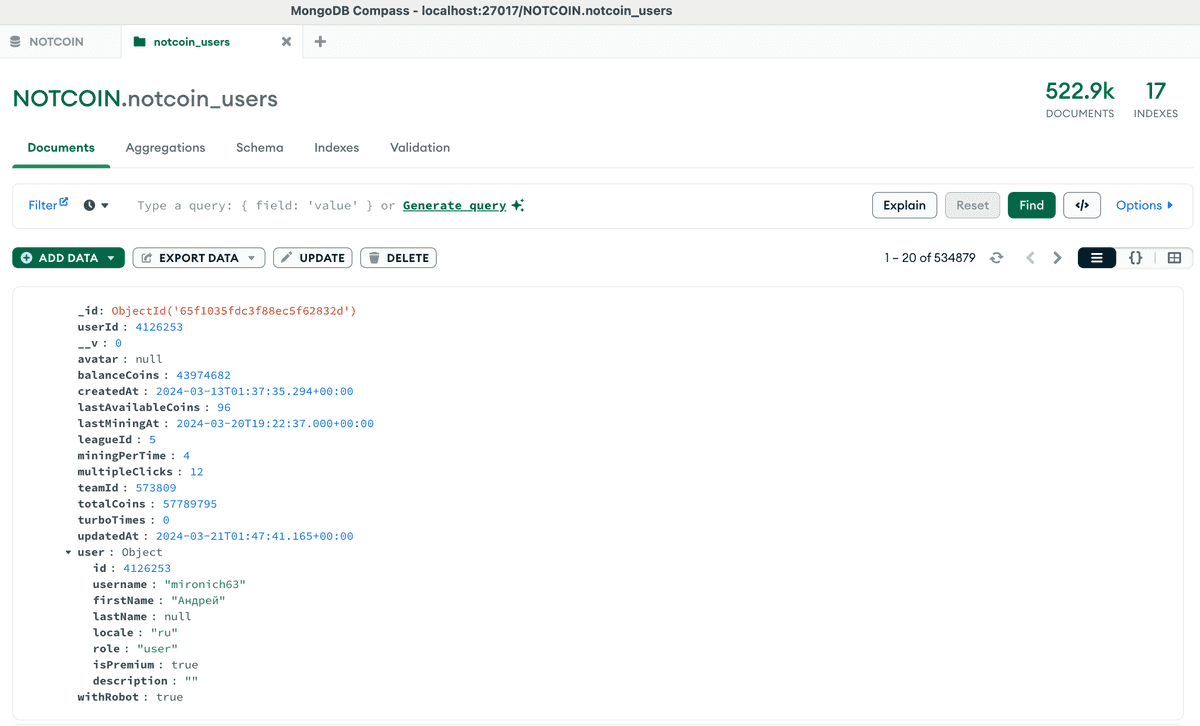 MongoDB Compass - localhost:27017/NOTCOIN.notcoin_users
NOTCOIN
notcoin_users
NOTCOIN.notcoin_users
522.9k
DOCUMENTS
17
INDEXES
Documents Aggregations Schema Indexes Validation
Filter Type a query: { field: 'value' } or Generate query Explain Reset Find </> Options
ADD DATA EXPORT DATA UPDATE DELETE 1 – 20 of 534879 {}
_id: ObjectId('65f1035fdc3f88ec5f62832d')
userId : 4126253
__v : 0
avatar : null
balanceCoins : 43974682
createdAt : 2024-03-13T01:37:35.294+00:00
lastAvailableCoins : 96
lastMiningAt : 2024-03-20T19:22:37.000+00:00
leagueId : 5
miningPerTime : 4
multipleClicks : 12
teamId : 573809
totalCoins : 57789795
turboTimes : 0
updatedAt : 2024-03-21T01:47:41.165+00:00
user : Object
id : 4126253
username : "mironich63"
firstName : "Андрей"
lastName : null
locale : "ru"
role : "user"
isPremium : true
description : ""
withRobot : true